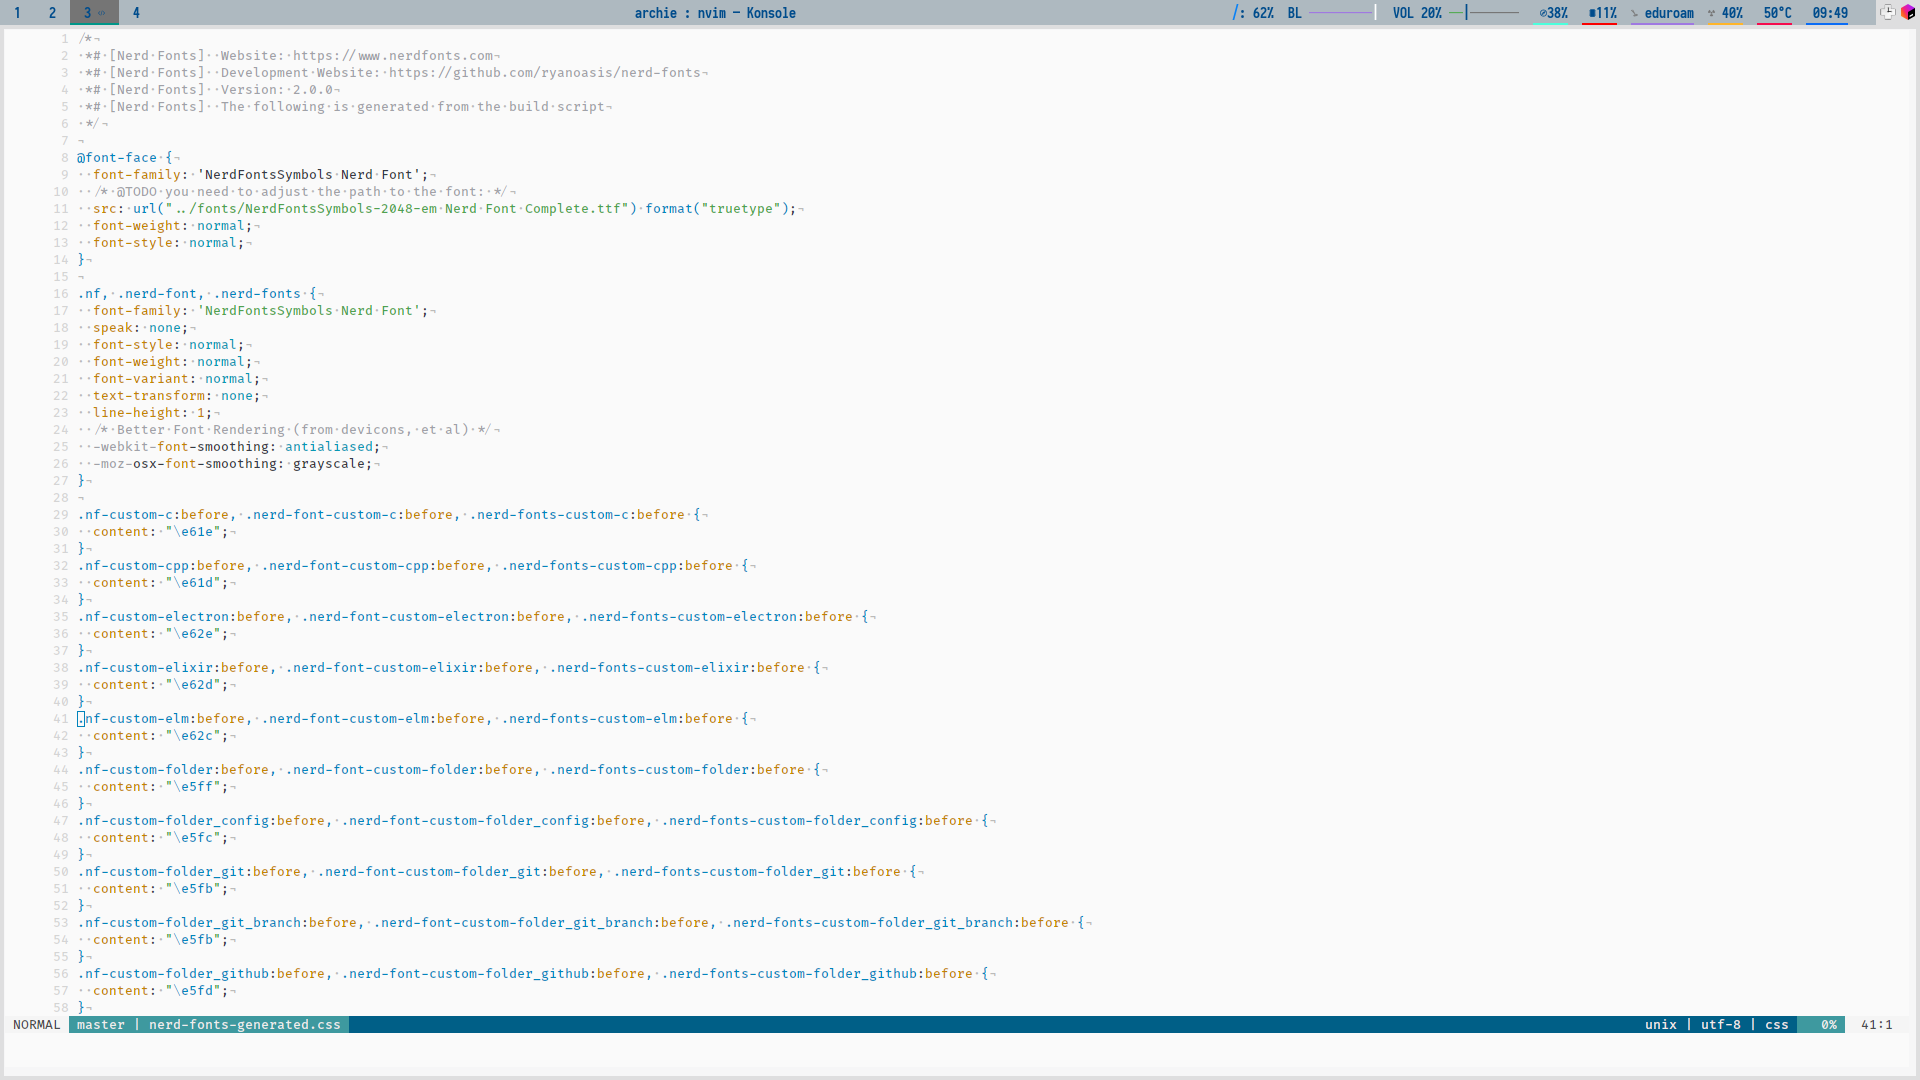 1 2 3 4 archie : nvim — Konsole /: 62% BL VOL 20% 38% 11% eduroam 40% 50°C 09:49
1 /*¬
2 ·*#·[Nerd·Fonts]··Website:·https://www.nerdfonts.com¬
3 ·*#·[Nerd·Fonts]··Development·Website:·https://github.com/ryanoasis/nerd-fonts¬
4 ·*#·[Nerd·Fonts]··Version:·2.0.0¬
5 ·*#·[Nerd·Fonts]··The·following·is·generated·from·the·build·script¬
6 ·*/¬
7 ¬
8 @font-face·{¬
9 ··font-family:·'NerdFontsSymbols·Nerd·Font';¬
10 ··/*·@TODO·you·need·to·adjust·the·path·to·the·font:·*/¬
11 ··src:·url("../fonts/NerdFontsSymbols-2048-em·Nerd·Font·Complete.ttf")·format("truetype");¬
12 ··font-weight:·normal;¬
13 ··font-style:·normal;¬
14 }¬
15 ¬
16 .nf,·.nerd-font,·.nerd-fonts·{¬
17 ··font-family:·'NerdFontsSymbols·Nerd·Font';¬
18 ··speak:·none;¬
19 ··font-style:·normal;¬
20 ··font-weight:·normal;¬
21 ··font-variant:·normal;¬
22 ··text-transform:·none;¬
23 ··line-height:·1;¬
24 ··/*·Better·Font·Rendering·(from·devicons,·et·al)·*/¬
25 ··-webkit-font-smoothing:·antialiased;¬
26 ··-moz-osx-font-smoothing:·grayscale;¬
27 }¬
28 ¬
29 .nf-custom-c:before,·.nerd-font-custom-c:before,·.nerd-fonts-custom-c:before·{¬
30 ··content:·"\e61e";¬
31 }¬
32 .nf-custom-cpp:before,·.nerd-font-custom-cpp:before,·.nerd-fonts-custom-cpp:before·{¬
33 ··content:·"\e61d";¬
34 }¬
35 .nf-custom-electron:before,·.nerd-font-custom-electron:before,·.nerd-fonts-custom-electron:before·{¬
36 ··content:·"\e62e";¬
37 }¬
38 .nf-custom-elixir:before,·.nerd-font-custom-elixir:before,·.nerd-fonts-custom-elixir:before·{¬
39 ··content:·"\e62d";¬
40 }¬
41 .nf-custom-elm:before,·.nerd-font-custom-elm:before,·.nerd-fonts-custom-elm:before·{¬
42 ··content:·"\e62c";¬
43 }¬
44 .nf-custom-folder:before,·.nerd-font-custom-folder:before,·.nerd-fonts-custom-folder:before·{¬
45 ··content:·"\e5ff";¬
46 }¬
47 .nf-custom-folder_config:before,·.nerd-font-custom-folder_config:before,·.nerd-fonts-custom-folder_config:before·{¬
48 ··content:·"\e5fc";¬
49 }¬
50 .nf-custom-folder_git:before,·.nerd-font-custom-folder_git:before,·.nerd-fonts-custom-folder_git:before·{¬
51 ··content:·"\e5fb";¬
52 }¬
53 .nf-custom-folder_git_branch:before,·.nerd-font-custom-folder_git_branch:before,·.nerd-fonts-custom-folder_git_branch:before·{¬
54 ··content:·"\e5fb";¬
55 }¬
56 .nf-custom-folder_github:before,·.nerd-font-custom-folder_github:before,·.nerd-fonts-custom-folder_github:before·{¬
57 ··content:·"\e5fd";¬
58 }¬
NORMAL master | nerd-fonts-generated.css unix | utf-8 | css 0% 41:1